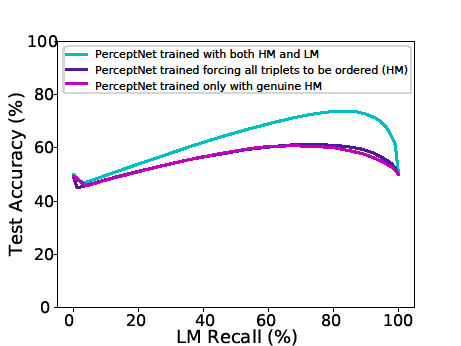 100
80
60
40
20
0
Test Accuracy (%)
PerceptNet trained with both HM and LM
PerceptNet trained forcing all triplets to be ordered (HM)
PerceptNet trained only with genuine HM
0 20 40 60 80 100
LM Recall (%)